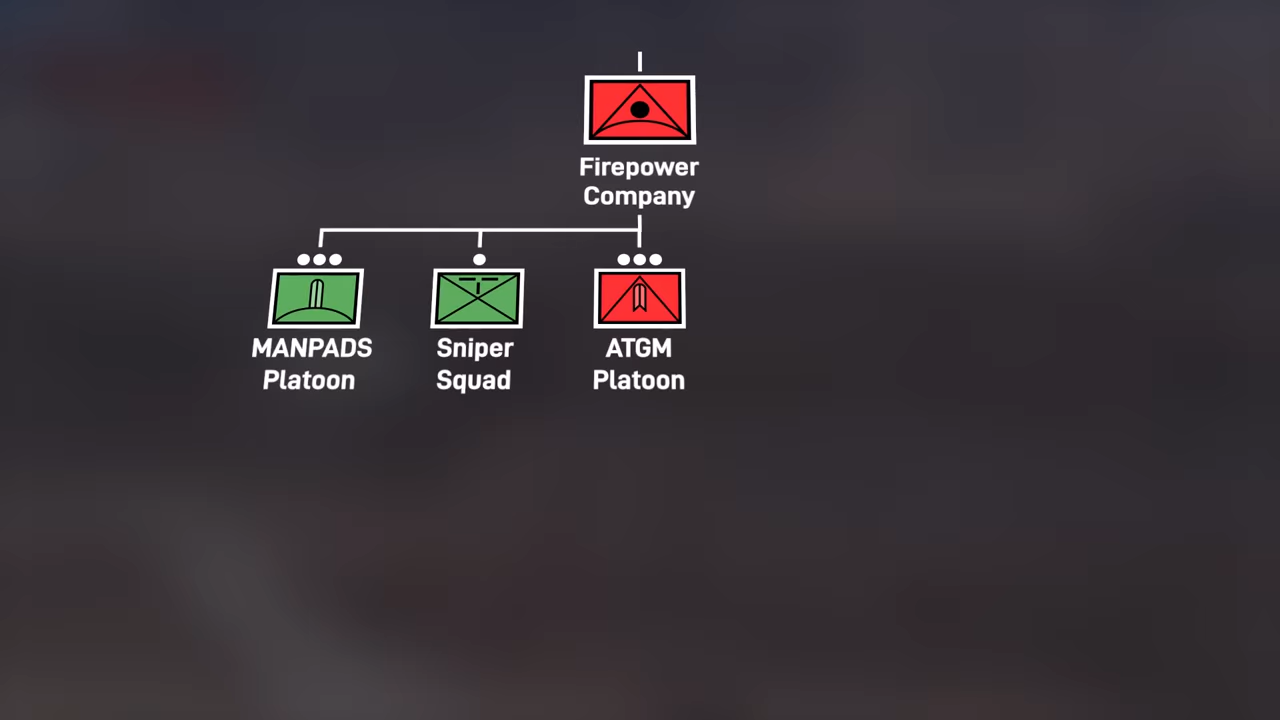 Firepower
Company
MANPADS
Platoon
Sniper
Squad
ATGM
Platoon